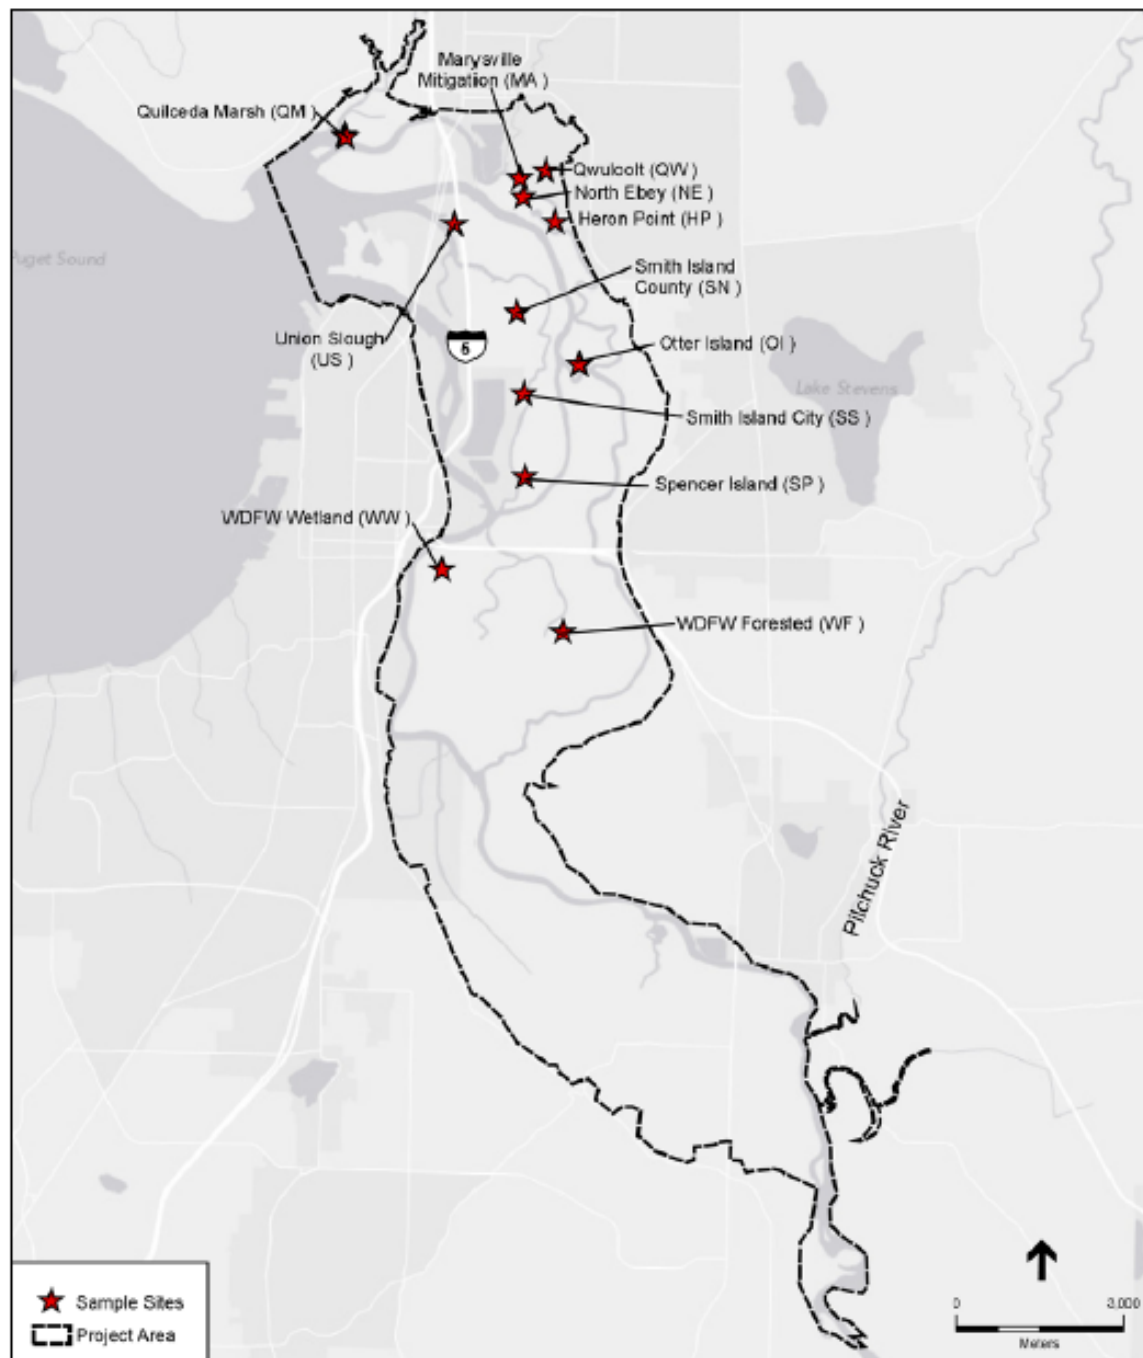 Marysville
Mitigation (MA )
Quilceda Marsh (QM )
Qwuloolt (QW)
North Ebey (NE )
Heron Point (HP )
Puget Sound
Smith Island
County (SN )
Union Slough
(US )
5
Otter Island (OI )
Lake Stevens
Smith Island City (SS )
Spencer Island (SP )
WDFW Wetland (WW )
WDFW Forested (WF )
Pilchuck River
Sample Sites
Project Area
0
3,000
Meters